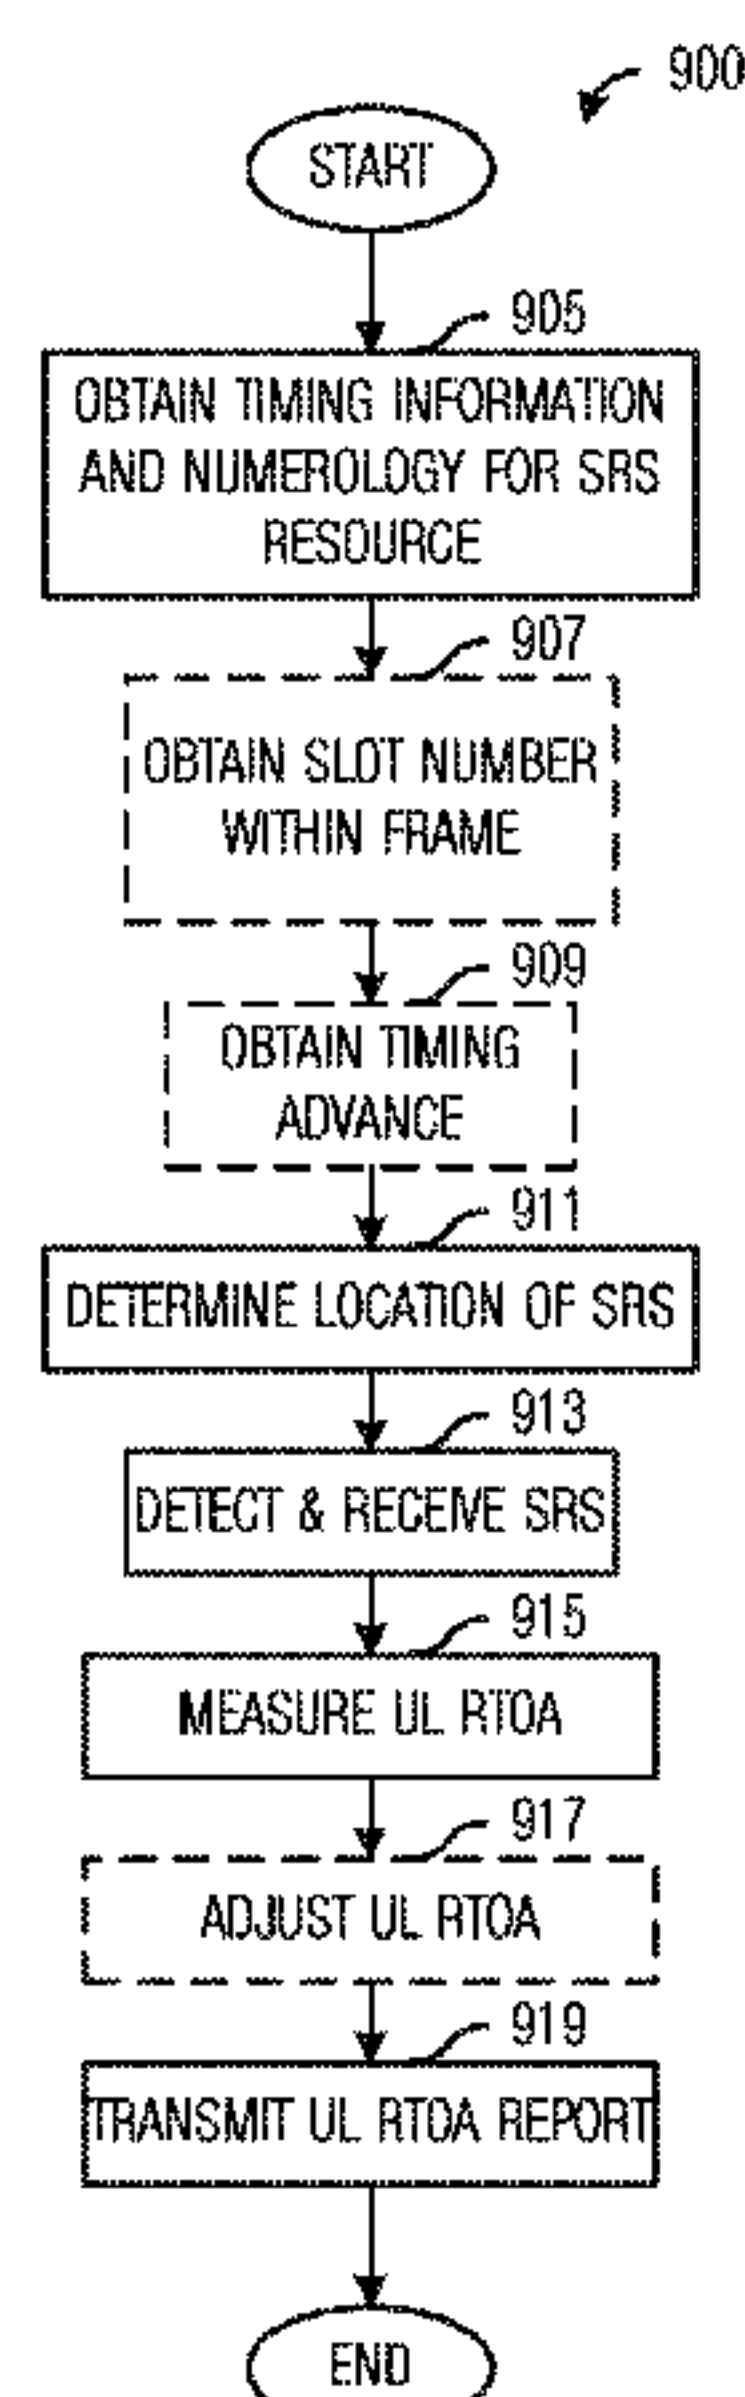 900
START
905
OBTAIN TIMING INFORMATION
AND NUMEROLOGY FOR SRS
RESOURCE
907
OBTAIN SLOT NUMBER
WITHIN FRAME
909
OBTAIN TIMING
ADVANCE
911
DETERMINE LOCATION OF SRS
913
DETECT & RECEIVE SRS
915
MEASURE UL RTOA
917
ADJUST UL RTOA
919
TRANSMIT UL RTOA REPORT
END